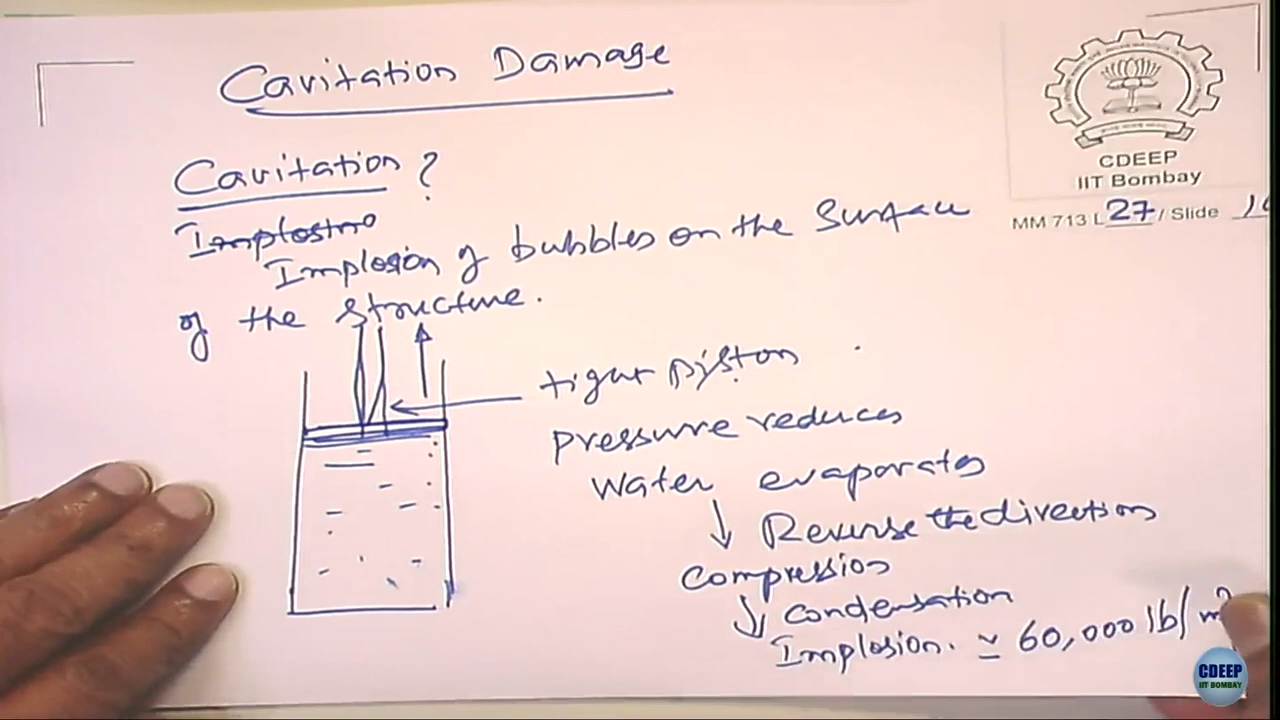 Cavitation Damage
Cavitation ?
Implosino
Implosion of bubbles on the Surface
of the structure.
tight piston
pressure reduces
Water evaporates
Reverse the direction
Compression
Condensation
Implosion. ≃ 60,000 lb/
CDEEP
IIT Bombay
MM 713 L 27 / Slide
CDEEP
IIT BOMBAY